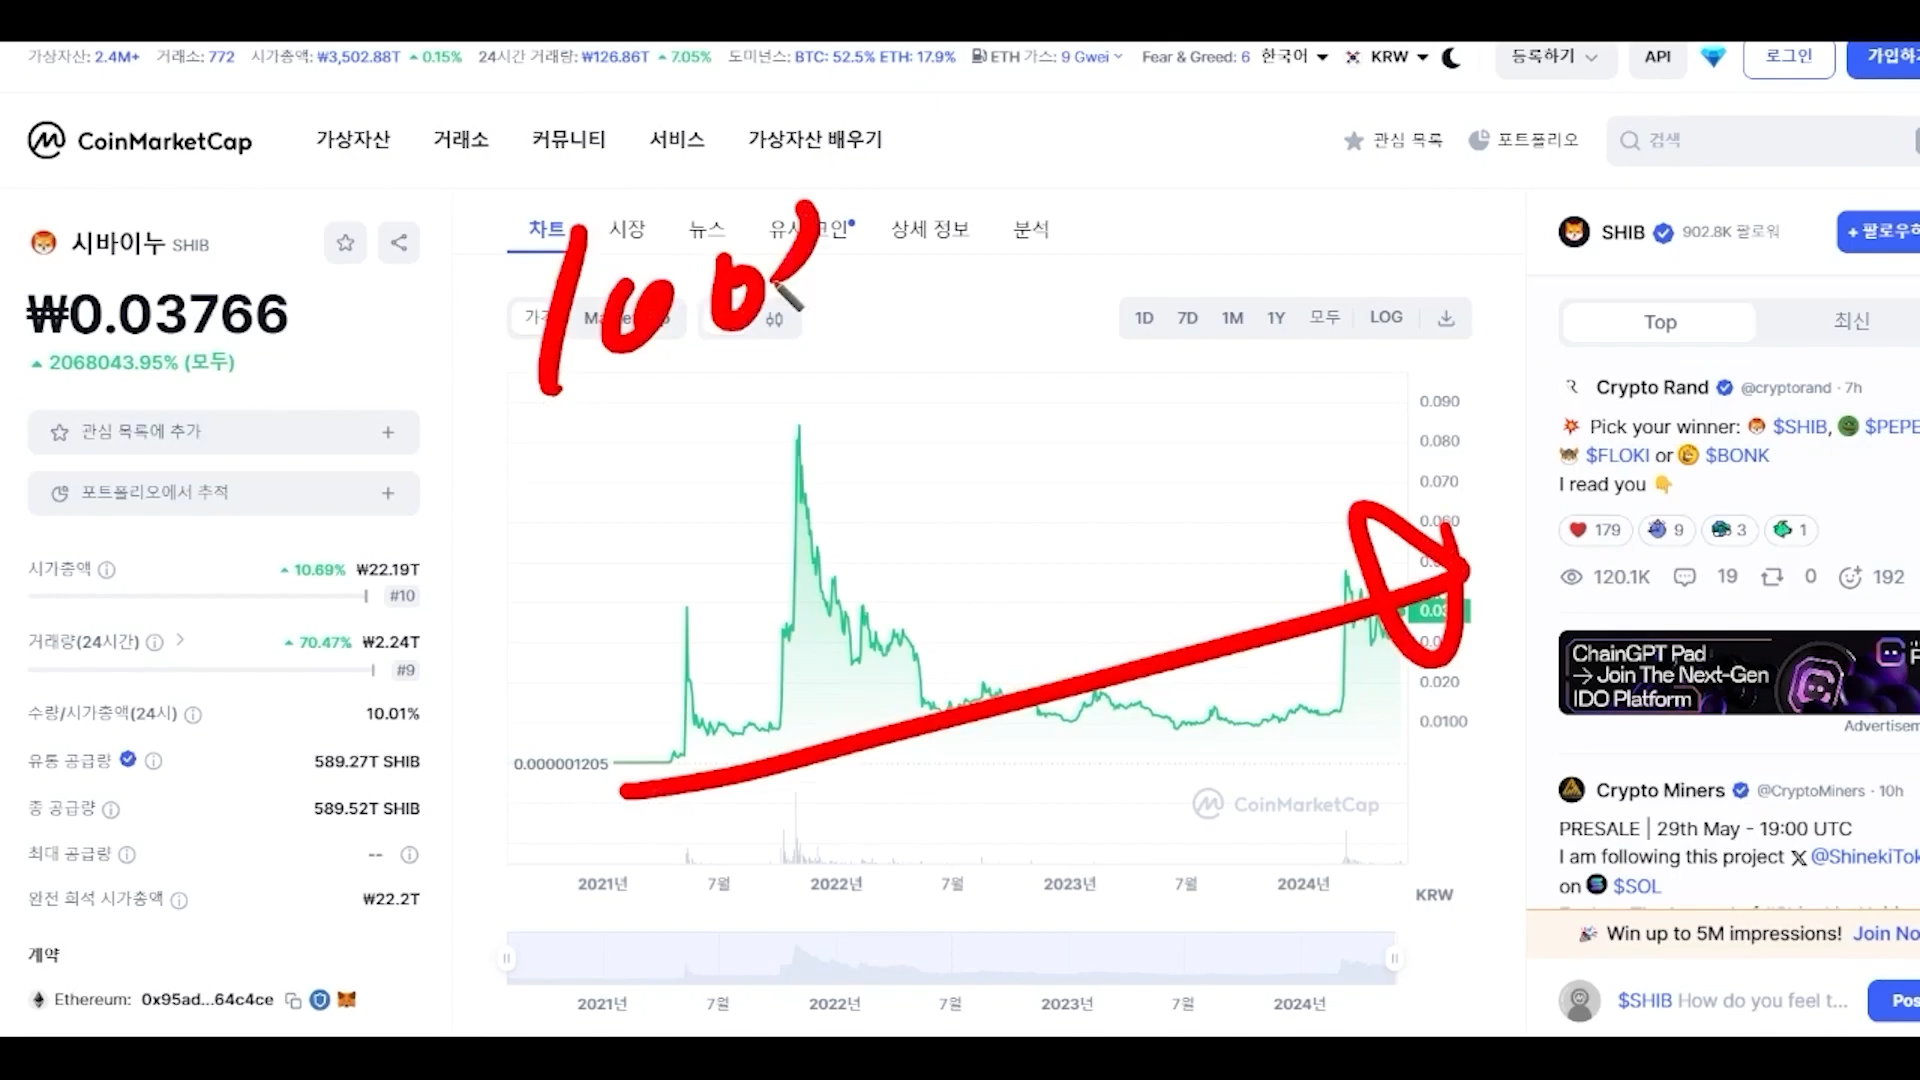 가상자산: 2.4M+ 거래소: 772 시가총액: ₩3,502.88T 0.15% 24시간 거래량: ₩126.86T 7.05% 도미넌스: BTC: 52.5% ETH: 17.9% ETH 가스: 9 Gwei Fear & Greed: 6 한국어 KRW 등록하기 API 로그인 가입하
CoinMarketCap 가상자산 거래소 커뮤니티 서비스 가상자산 배우기 관심 목록 포트폴리오 검색
시바이누 SHIB
₩0.03766
2068043.95% (모두)
관심 목록에 추가 +
포트폴리오에서 추적 +
시가총액 10.69% ₩22.19T
#10
거래량(24시간) 70.47% ₩2.24T
#9
수량/시가총액(24시) 10.01%
유통 공급량 589.27T SHIB
총 공급량 589.52T SHIB
최대 공급량 --
완전 희석 시가총액 ₩22.2T
계약
Ethereum: 0x95ad...64c4ce
차트 시장 뉴스 상세 정보 분석
100
1D 7D 1M 1Y 모두 LOG
0.090
0.080
0.070
0.060
0.020
0.0100
0.000001205
CoinMarketCap
2021년 7월 2022년 7월 2023년 7월 2024년
KRW
2021년 7월 2022년 7월 2023년 7월 2024년
SHIB 902.8K 팔로워 + 팔로우하
Top 최신
Crypto Rand @cryptorand · 7h
Pick your winner: $SHIB, $PEPE
$FLOKI or $BONK
I read you
179 9 3 1
120.1K 19 0 192
ChainGPT Pad
→Join The Next-Gen
IDO Platform
Advertisem
Crypto Miners @CryptoMiners · 10h
PRESALE | 29th May - 19:00 UTC
I am following this project X @ShinekiTok
on $SOL
Win up to 5M impressions! Join No
$SHIB How do you feel t... Pos